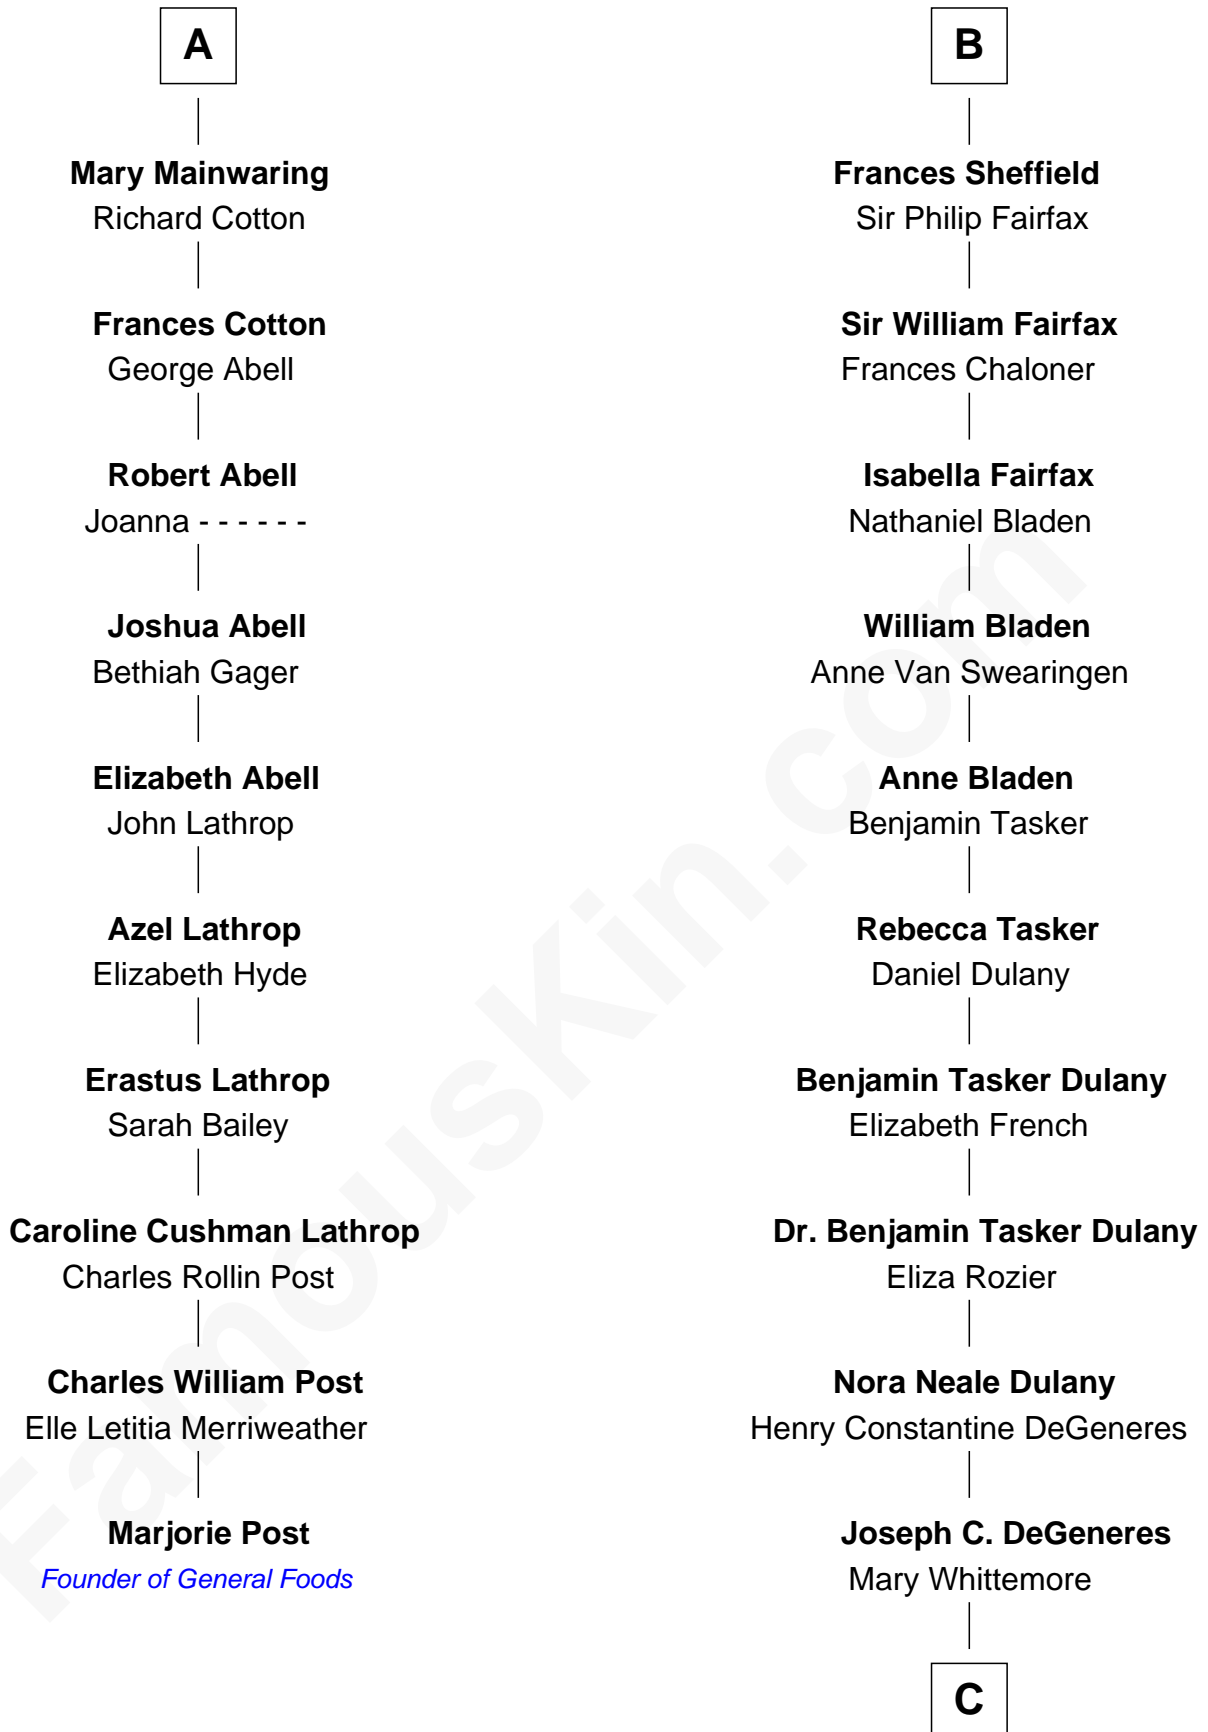 A
Mary Mainwaring
Richard Cotton
Frances Cotton
George Abell
Robert Abell
Joanna - - - - - -
Joshua Abell
Bethiah Gager
Elizabeth Abell
John Lathrop
Azel Lathrop
Elizabeth Hyde
Erastus Lathrop
Sarah Bailey
Caroline Cushman Lathrop
Charles Rollin Post
Charles William Post
Elle Letitia Merriweather
Marjorie Post
Founder of General Foods
B
Frances Sheffield
Sir Philip Fairfax
Sir William Fairfax
Frances Chaloner
Isabella Fairfax
Nathaniel Bladen
William Bladen
Anne Van Swearingen
Anne Bladen
Benjamin Tasker
Rebecca Tasker
Daniel Dulany
Benjamin Tasker Dulany
Elizabeth French
Dr. Benjamin Tasker Dulany
Eliza Rozier
Nora Neale Dulany
Henry Constantine DeGeneres
Joseph C. DeGeneres
Mary Whittemore
C
FamousKin.com